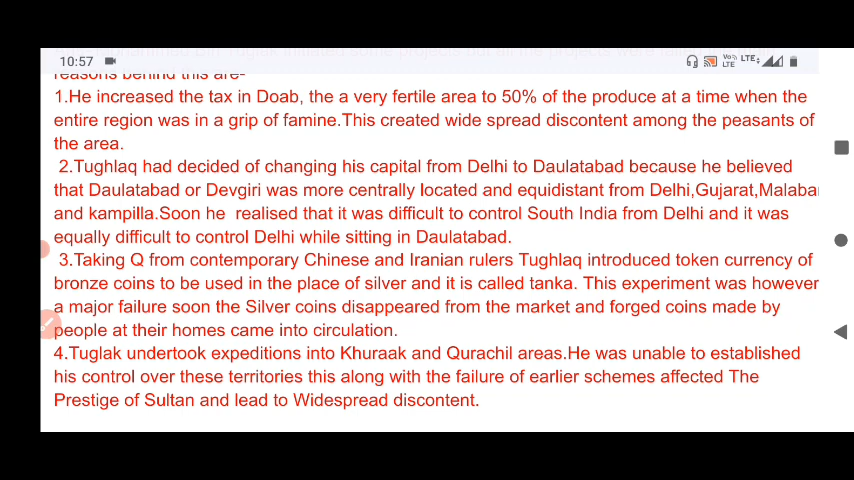 10:57
Vo LTE LTE
reasons behind this are-
1.He increased the tax in Doab, the a very fertile area to 50% of the produce at a time when the
entire region was in a grip of famine.This created wide spread discontent among the peasants of
the area.
2.Tughlaq had decided of changing his capital from Delhi to Daulatabad because he believed
that Daulatabad or Devgiri was more centrally located and equidistant from Delhi,Gujarat,Malaba
and kampilla.Soon he realised that it was difficult to control South India from Delhi and it was
equally difficult to control Delhi while sitting in Daulatabad.
3.Taking Q from contemporary Chinese and Iranian rulers Tughlaq introduced token currency of
bronze coins to be used in the place of silver and it is called tanka. This experiment was however
a major failure soon the Silver coins disappeared from the market and forged coins made by
people at their homes came into circulation.
4.Tuglak undertook expeditions into Khuraak and Qurachil areas.He was unable to established
his control over these territories this along with the failure of earlier schemes affected The
Prestige of Sultan and lead to Widespread discontent.